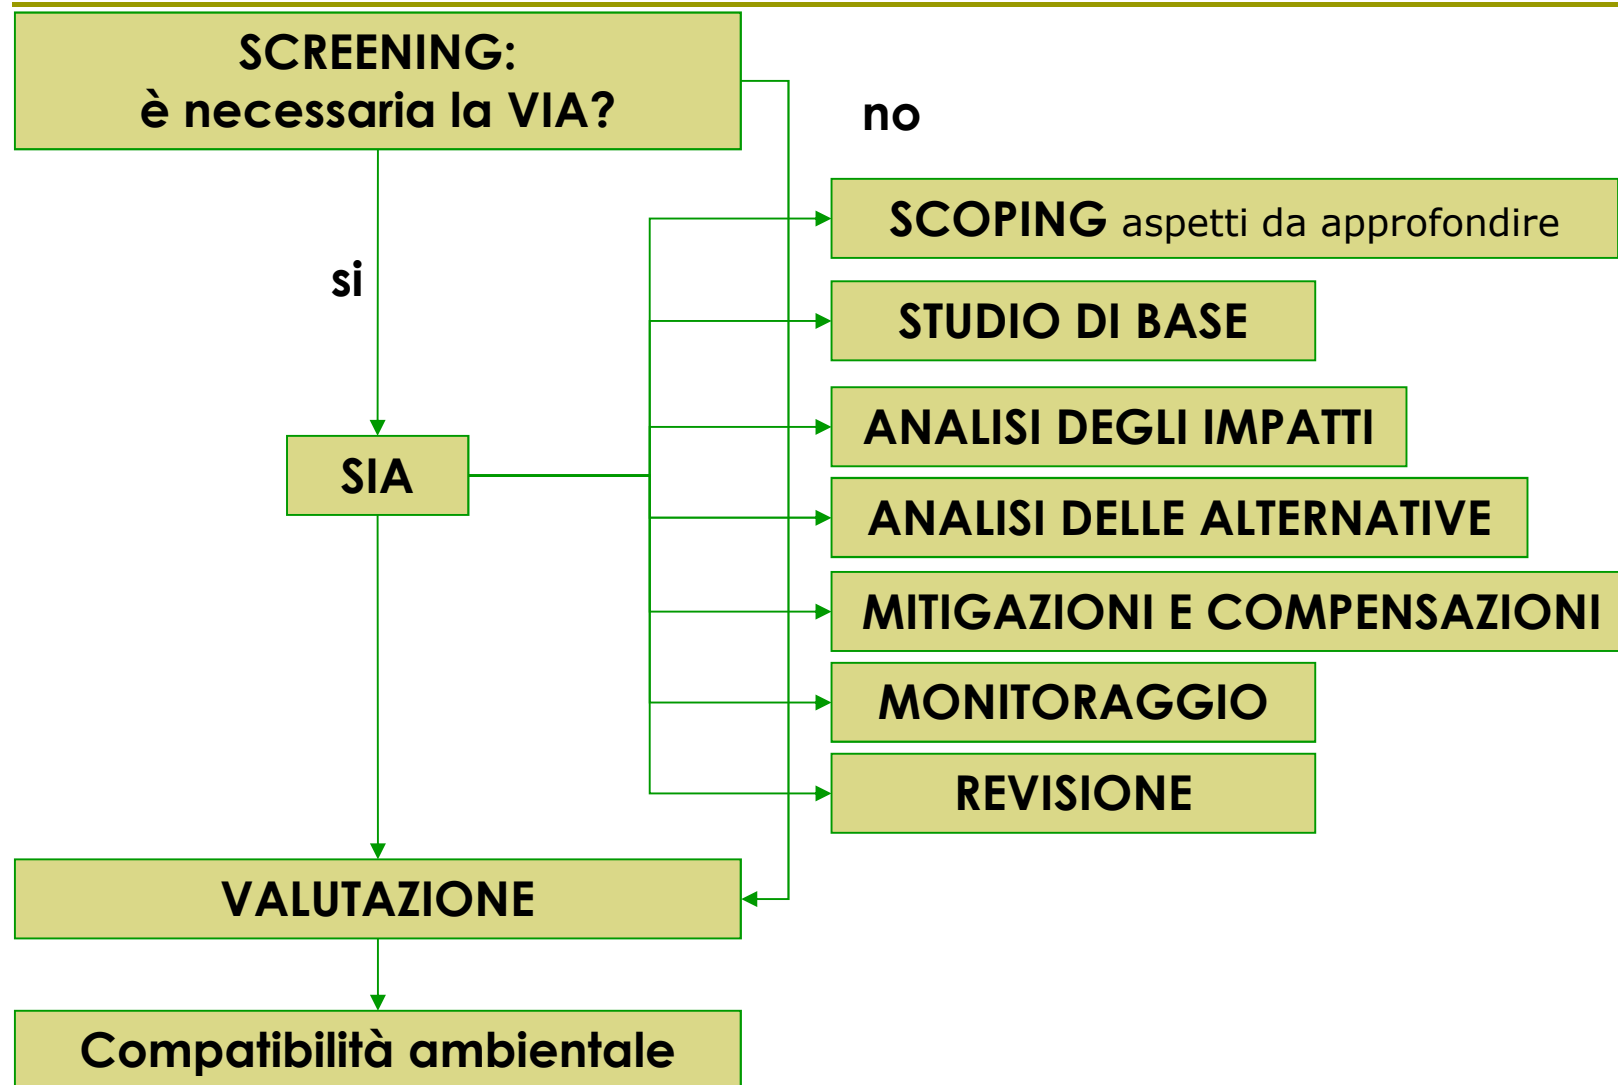 SCREENING:
è necessaria la VIA?
no
SCOPING aspetti da approfondire
si
STUDIO DI BASE
ANALISI DEGLI IMPATTI
SIA
ANALISI DELLE ALTERNATIVE
MITIGAZIONI E COMPENSAZIONI
MONITORAGGIO
REVISIONE
VALUTAZIONE
Compatibilità ambientale